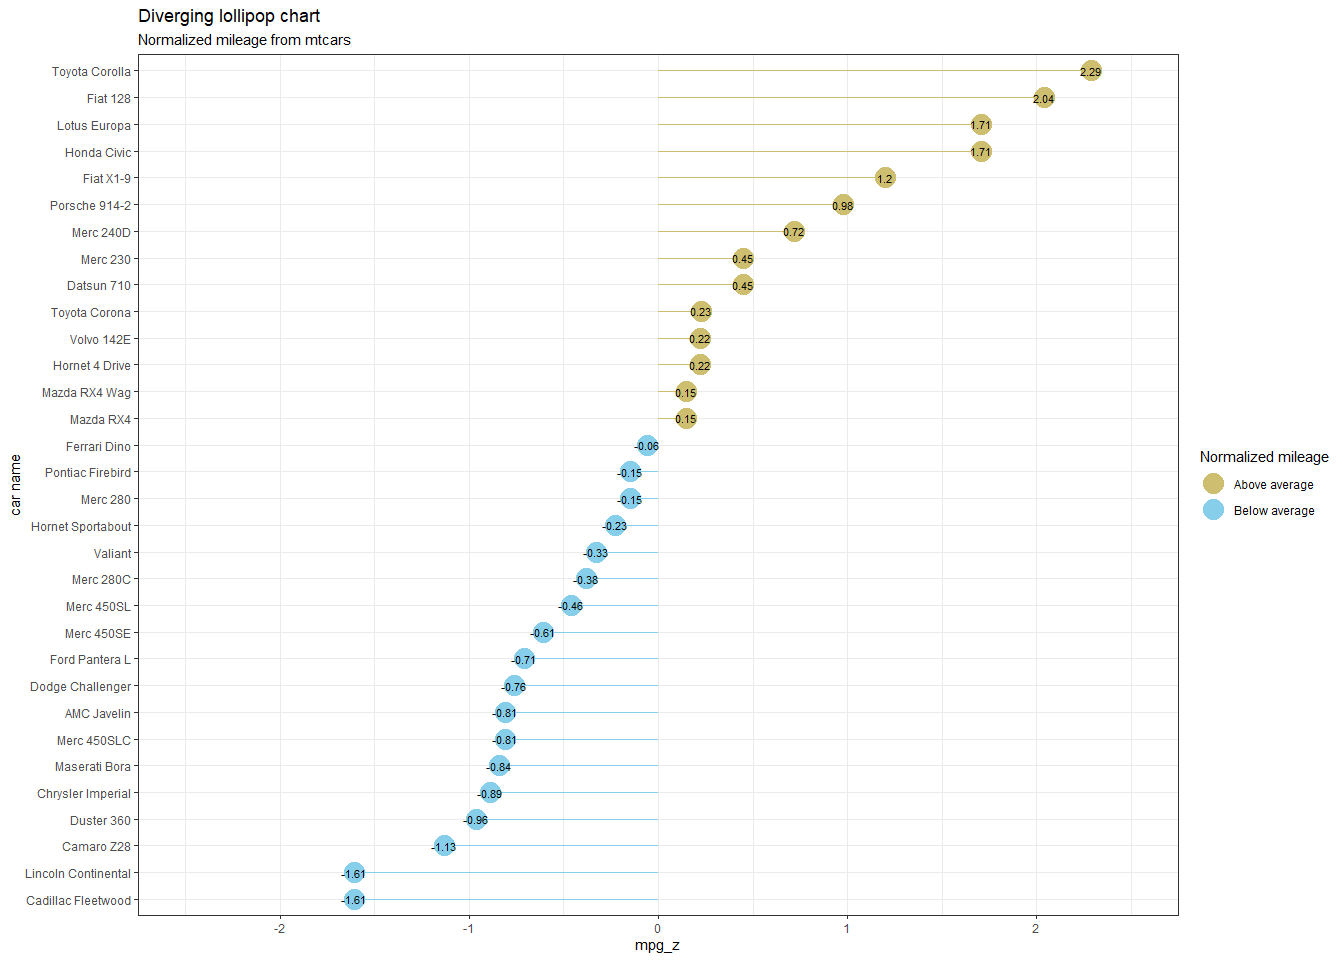 Diverging lollipop chart
Normalized mileage from mtcars
car name
Toyota Corolla 2.29
Fiat 128 2.04
Lotus Europa 1.71
Honda Civic 1.71
Fiat X1-9 1.2
Porsche 914-2 0.98
Merc 240D 0.72
Merc 230 0.45
Datsun 710 0.45
Toyota Corona 0.23
Volvo 142E 0.22
Hornet 4 Drive 0.22
Mazda RX4 Wag 0.15
Mazda RX4 0.15
Ferrari Dino -0.06
Pontiac Firebird -0.15
Merc 280 -0.15
Hornet Sportabout -0.23
Valiant -0.33
Merc 280C -0.38
Merc 450SL -0.46
Merc 450SE -0.61
Ford Pantera L -0.71
Dodge Challenger -0.76
AMC Javelin -0.81
Merc 450SLC -0.81
Maserati Bora -0.84
Chrysler Imperial -0.89
Duster 360 -0.96
Camaro Z28 -1.13
Lincoln Continental -1.61
Cadillac Fleetwood -1.61
-2 -1 0 1 2
mpg_z
Normalized mileage
Above average
Below average